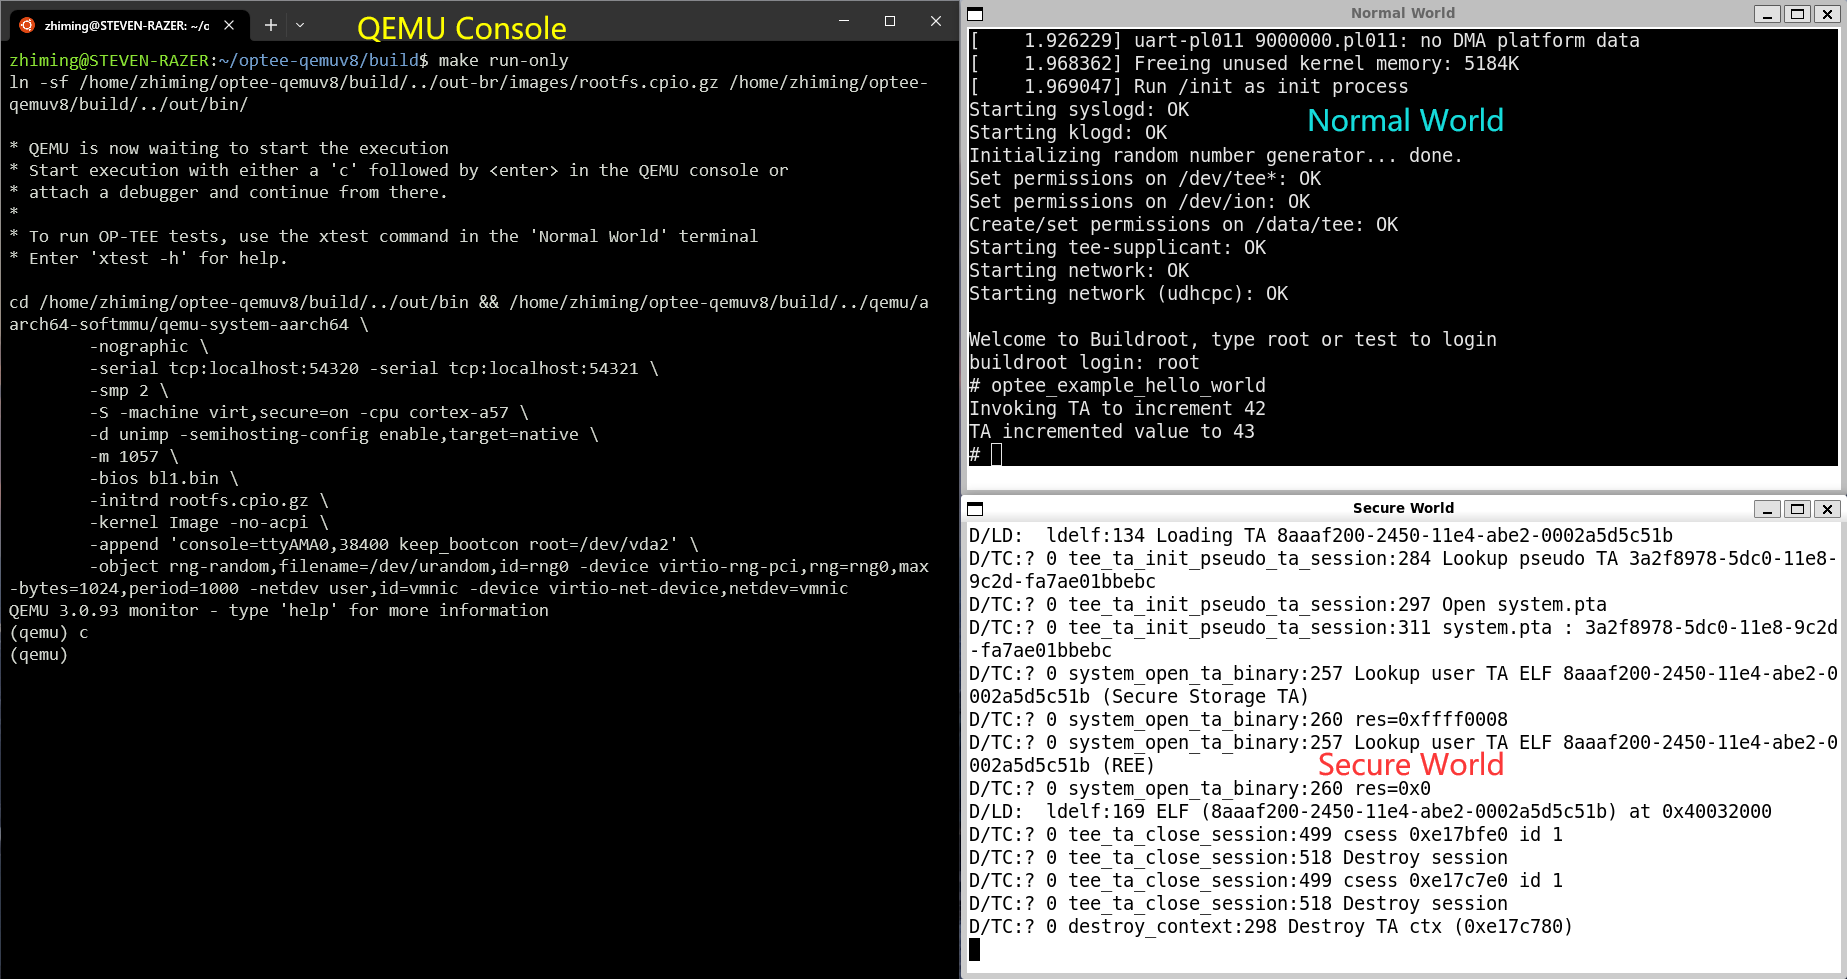 zhiming@STEVEN-RAZER: ~/o
QEMU Console
zhiming@STEVEN-RAZER:~/optee-qemuv8/build$ make run-only
ln -sf /home/zhiming/optee-qemuv8/build/../out-br/images/rootfs.cpio.gz /home/zhiming/optee-
qemuv8/build/../out/bin/
* QEMU is now waiting to start the execution
* Start execution with either a 'c' followed by <enter> in the QEMU console or
* attach a debugger and continue from there.
*
* To run OP-TEE tests, use the xtest command in the 'Normal World' terminal
* Enter 'xtest -h' for help.
cd /home/zhiming/optee-qemuv8/build/../out/bin && /home/zhiming/optee-qemuv8/build/../qemu/a
arch64-softmmu/qemu-system-aarch64 \
-nographic \
-serial tcp:localhost:54320 -serial tcp:localhost:54321 \
-smp 2 \
-S -machine virt,secure=on -cpu cortex-a57 \
-d unimp -semihosting-config enable,target=native \
-m 1057 \
-bios bl1.bin \
-initrd rootfs.cpio.gz \
-kernel Image -no-acpi \
-append 'console=ttyAMA0,38400 keep_bootcon root=/dev/vda2' \
-object rng-random,filename=/dev/urandom,id=rng0 -device virtio-rng-pci,rng=rng0,max
-bytes=1024,period=1000 -netdev user,id=vmnic -device virtio-net-device,netdev=vmnic
QEMU 3.0.93 monitor - type 'help' for more information
(qemu) c
(qemu)
Normal World
[    1.926229] uart-pl011 9000000.pl011: no DMA platform data
[    1.968362] Freeing unused kernel memory: 5184K
[    1.969047] Run /init as init process
Starting syslogd: OK
Normal World
Starting klogd: OK
Initializing random number generator... done.
Set permissions on /dev/tee*: OK
Set permissions on /dev/ion: OK
Create/set permissions on /data/tee: OK
Starting tee-supplicant: OK
Starting network: OK
Starting network (udhcpc): OK
Welcome to Buildroot, type root or test to login
buildroot login: root
# optee_example_hello_world
Invoking TA to increment 42
TA incremented value to 43
#
Secure World
D/LD:  ldelf:134 Loading TA 8aaaf200-2450-11e4-abe2-0002a5d5c51b
D/TC:? 0 tee_ta_init_pseudo_ta_session:284 Lookup pseudo TA 3a2f8978-5dc0-11e8-
9c2d-fa7ae01bbebc
D/TC:? 0 tee_ta_init_pseudo_ta_session:297 Open system.pta
D/TC:? 0 tee_ta_init_pseudo_ta_session:311 system.pta : 3a2f8978-5dc0-11e8-9c2d
-fa7ae01bbebc
D/TC:? 0 system_open_ta_binary:257 Lookup user TA ELF 8aaaf200-2450-11e4-abe2-0
002a5d5c51b (Secure Storage TA)
D/TC:? 0 system_open_ta_binary:260 res=0xffff0008
D/TC:? 0 system_open_ta_binary:257 Lookup user TA ELF 8aaaf200-2450-11e4-abe2-0
002a5d5c51b (REE)
Secure World
D/TC:? 0 system_open_ta_binary:260 res=0x0
D/LD:  ldelf:169 ELF (8aaaf200-2450-11e4-abe2-0002a5d5c51b) at 0x40032000
D/TC:? 0 tee_ta_close_session:499 csess 0xe17bfe0 id 1
D/TC:? 0 tee_ta_close_session:518 Destroy session
D/TC:? 0 tee_ta_close_session:499 csess 0xe17c7e0 id 1
D/TC:? 0 tee_ta_close_session:518 Destroy session
D/TC:? 0 destroy_context:298 Destroy TA ctx (0xe17c780)